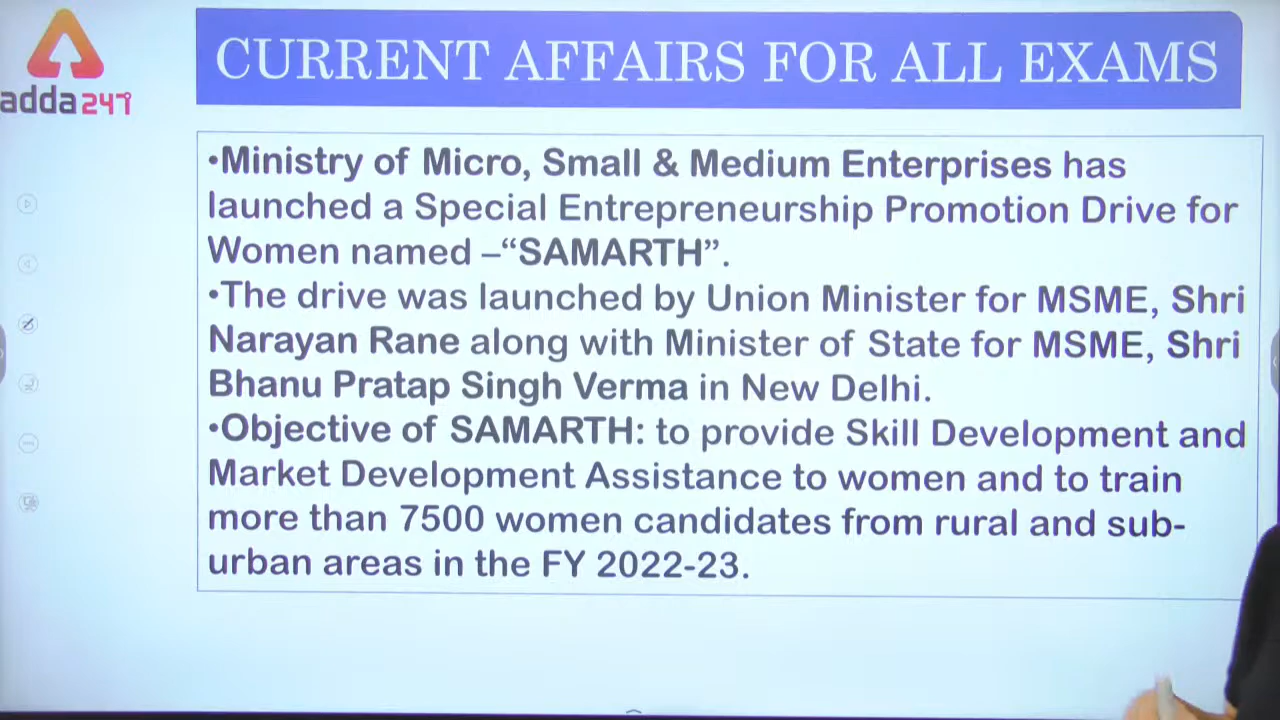 CURRENT AFFAIRS FOR ALL EXAMS
adda247
•Ministry of Micro, Small & Medium Enterprises has
launched a Special Entrepreneurship Promotion Drive for
Women named –“SAMARTH”.
•The drive was launched by Union Minister for MSME, Shri
Narayan Rane along with Minister of State for MSME, Shri
Bhanu Pratap Singh Verma in New Delhi.
•Objective of SAMARTH: to provide Skill Development and
Market Development Assistance to women and to train
more than 7500 women candidates from rural and sub-
urban areas in the FY 2022-23.